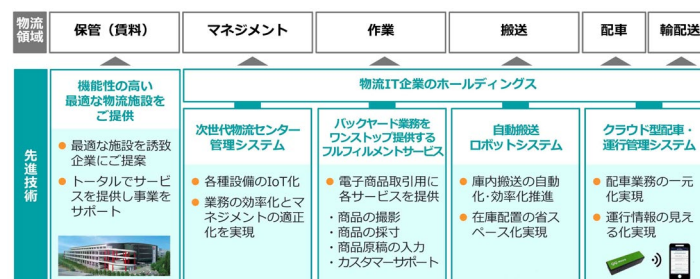 物流
領域
保管（賃料）
マネジメント
作業
搬送
配車
輸配送
先進技術
機能性の高い
最適な物流施設を
ご提供
● 最適な施設を誘致
企業にご提案
● トータルでサービ
スを提供し事業を
サポート
物流IT企業のホールディングス
次世代物流センター
管理システム
● 各種設備のIoT化
● 業務の効率化とマ
ネジメントの適正
化を実現
バックヤード業務を
ワンストップ提供する
フルフィルメントサービス
● 電子商品取引用に
各サービスを提供
・商品の撮影
・商品の採寸
・商品原稿の入力
・カスタマーサポート
自動搬送
ロボットシステム
● 庫内搬送の自動
化・効率化推進
● 在庫配置の省ス
ペース化実現
クラウド型配車・
運行管理システム
● 配車業務の一元
化実現
● 運行情報の見え
る化実現